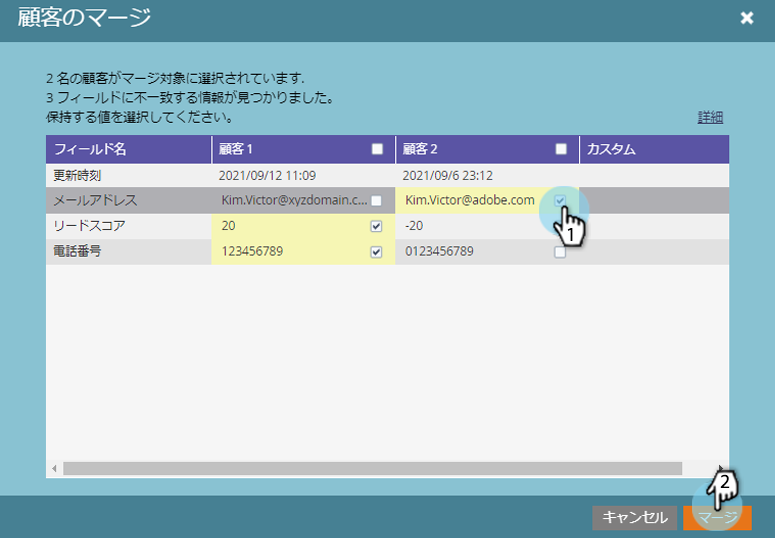 顧客のマージ
2 名の顧客がマージ対象に選択されています.
3 フィールドに不一致する情報が見つかりました。
保持する値を選択してください。 詳細
フィールド名 顧客 1 顧客 2 カスタム
更新時刻 2021/09/12 11:09 2021/09/6 23:12
メールアドレス Kim.Victor@xyzdomain.c... Kim.Victor@adobe.com
リードスコア 20 -20
電話番号 123456789 0123456789
1
2
キャンセル マージ